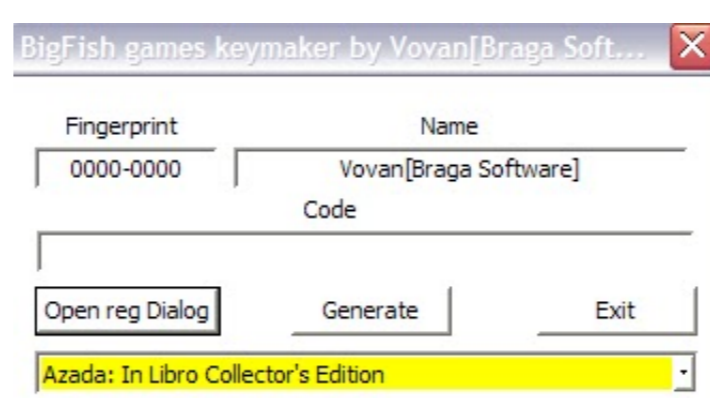 BigFish games keymaker by Vovan[Braga Soft...
Fingerprint Name
0000-0000 Vovan[Braga Software]
Code
Open reg Dialog Generate Exit
Azada: In Libro Collector's Edition